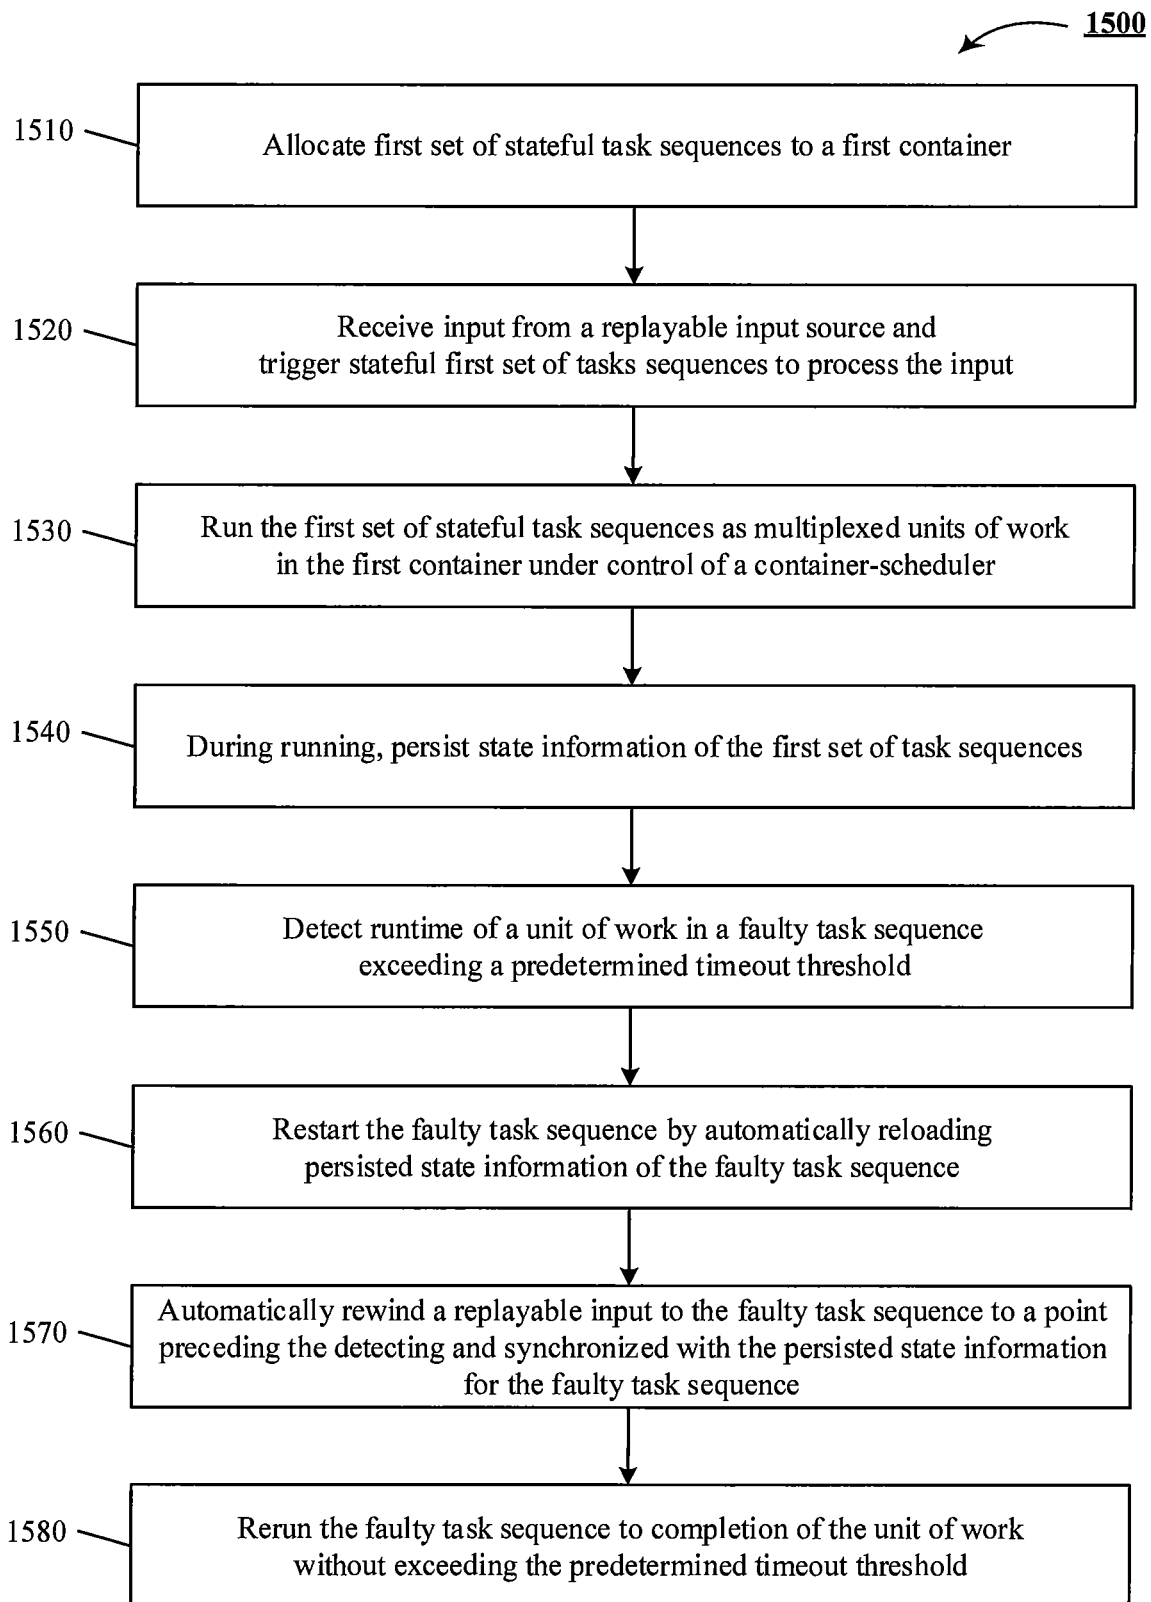 1500
1510
Allocate first set of stateful task sequences to a first container
1520
Receive input from a replayable input source and
trigger stateful first set of tasks sequences to process the input
1530
Run the first set of stateful task sequences as multiplexed units of work
in the first container under control of a container-scheduler
1540
During running, persist state information of the first set of task sequences
1550
Detect runtime of a unit of work in a faulty task sequence
exceeding a predetermined timeout threshold
1560
Restart the faulty task sequence by automatically reloading
persisted state information of the faulty task sequence
1570
Automatically rewind a replayable input to the faulty task sequence to a point
preceding the detecting and synchronized with the persisted state information
for the faulty task sequence
1580
Rerun the faulty task sequence to completion of the unit of work
without exceeding the predetermined timeout threshold